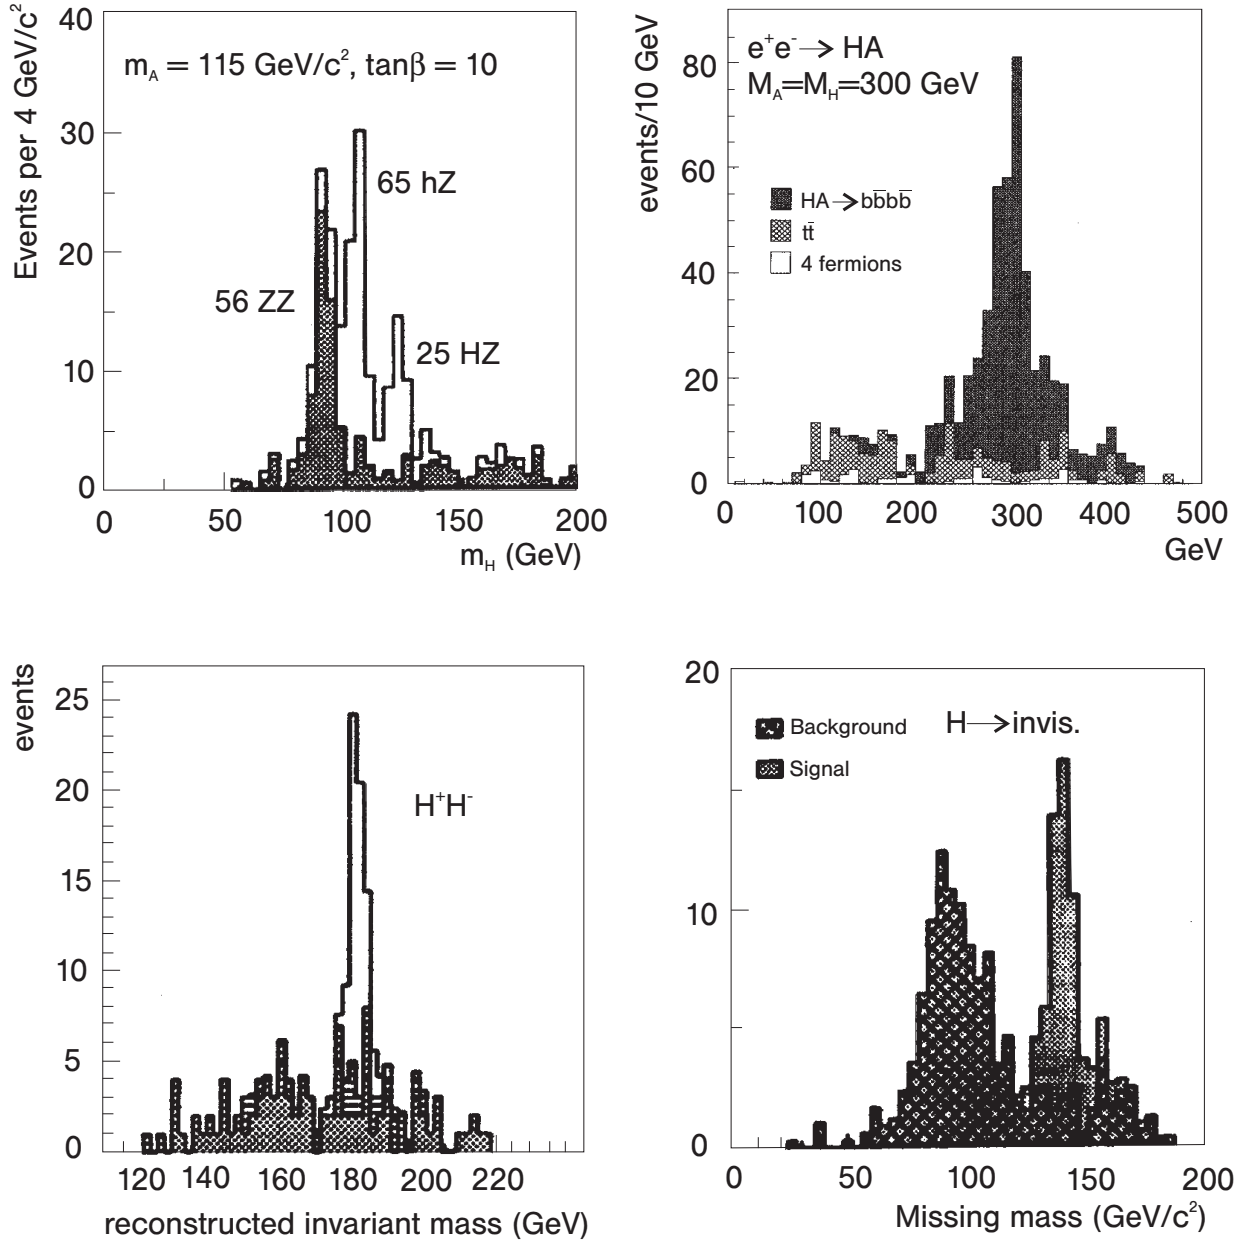 Events per 4 GeV/c²
40
30
20
10
0
mA = 115 GeV/c², tanβ = 10
65 hZ
56 ZZ
25 HZ
0 50 100 150 200
mH (GeV)
events/10 GeV
80
60
40
20
0
e⁺e⁻→ HA
MA=MH=300 GeV
HA→bb̄bb̄
tt̄
4 fermions
0 100 200 300 400 500
GeV
events
25
20
15
10
5
0
H⁺H⁻
120 140 160 180 200 220
reconstructed invariant mass (GeV)
20
10
0
Background
Signal
H→invis.
0 50 100 150 200
Missing mass (GeV/c²)